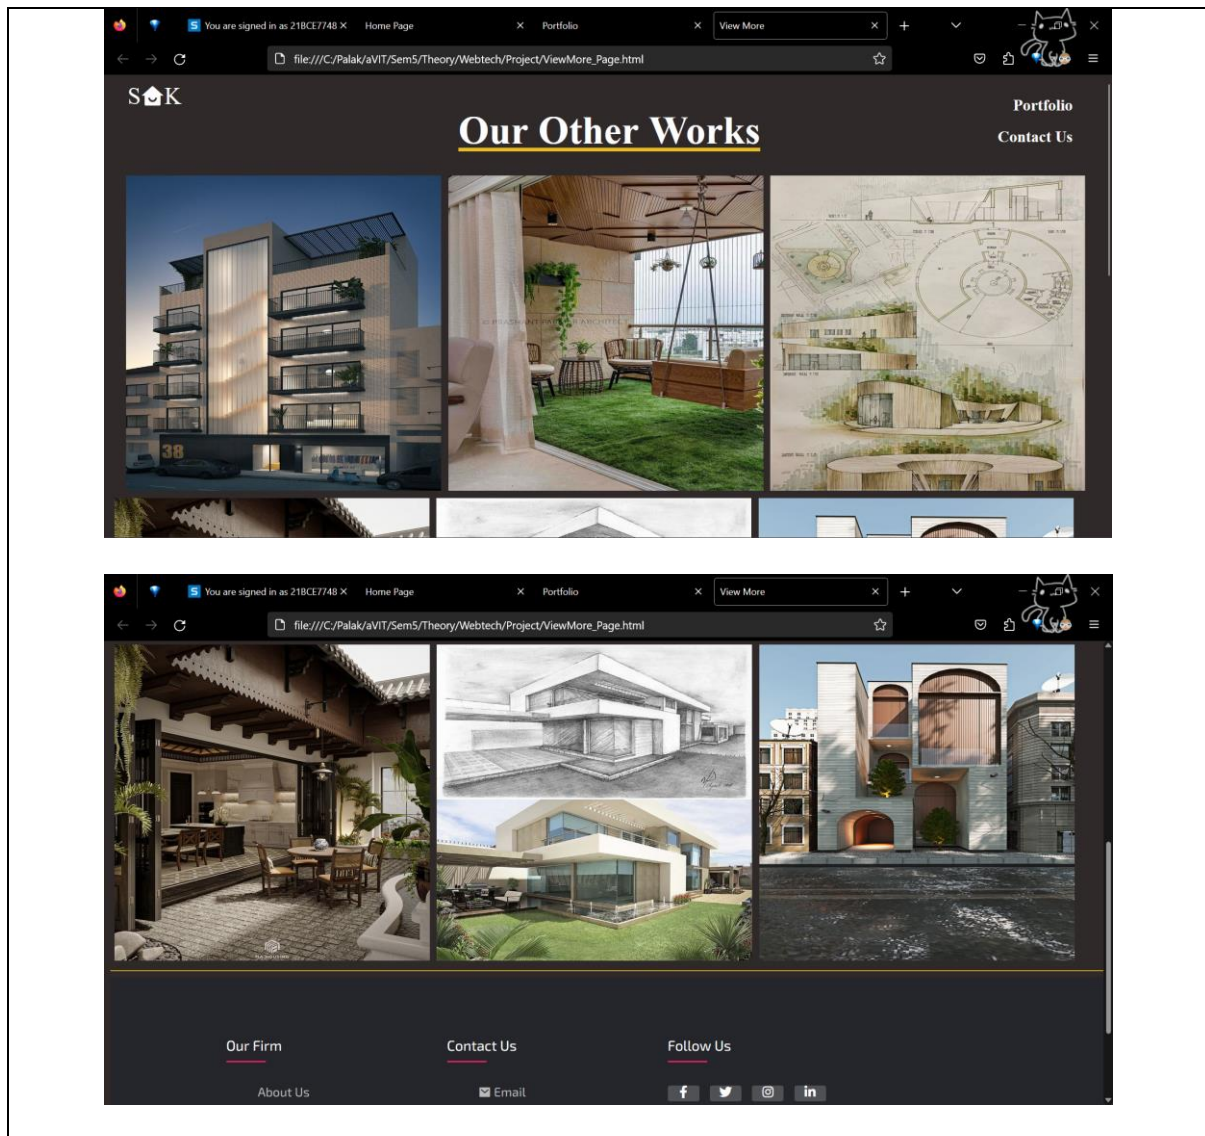 You are signed in as 21BCE7748
Home Page
Portfolio
View More
file:///C:/Palak/aVIT/Sem5/Theory/Webtech/Project/ViewMore_Page.html
S K
Portfolio
Our Other Works
Contact Us
38
You are signed in as 21BCE7748
Home Page
Portfolio
View More
file:///C:/Palak/aVIT/Sem5/Theory/Webtech/Project/ViewMore_Page.html
Our Firm
Contact Us
Follow Us
About Us
Email